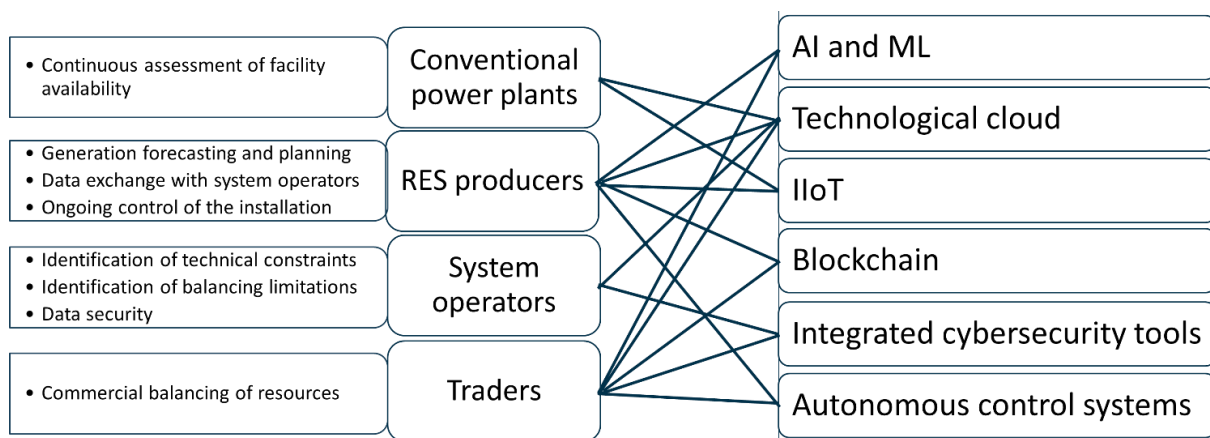 • Continuous assessment of facility
availability
Conventional
power plants
• Generation forecasting and planning
• Data exchange with system operators
• Ongoing control of the installation
RES producers
• Identification of technical constraints
• Identification of balancing limitations
• Data security
System
operators
• Commercial balancing of resources
Traders
AI and ML
Technological cloud
IIoT
Blockchain
Integrated cybersecurity tools
Autonomous control systems